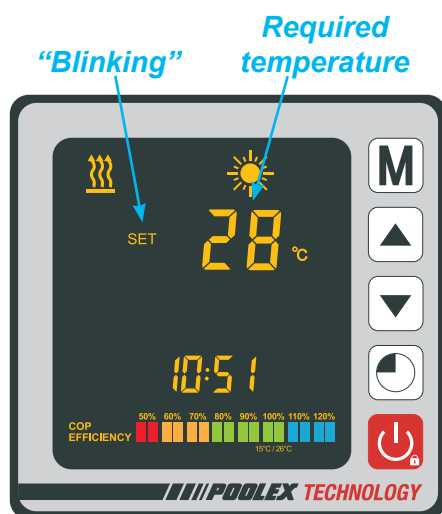 “Blinking”
Required
temperature
M
SET
28 °C
10:51
50% 60% 70% 80% 90% 100% 110% 120%
COP
EFFICIENCY
15°C / 26°C
POOLEX TECHNOLOGY